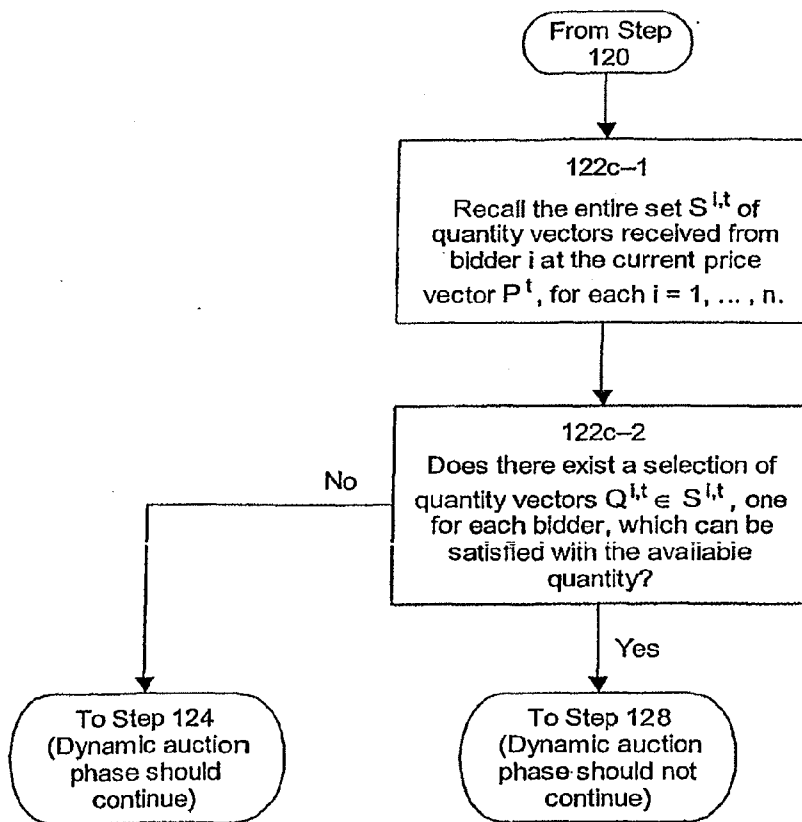 From Step
120
122c–1
Recall the entire set S^{i,t} of
quantity vectors received from
bidder i at the current price
vector P^t, for each i = 1, ... , n.
122c–2
Does there exist a selection of
quantity vectors Q^{i,t} ∈ S^{i,t}, one
for each bidder, which can be
satisfied with the available
quantity?
No
Yes
To Step 124
(Dynamic auction
phase should
continue)
To Step 128
(Dynamic auction
phase should not
continue)